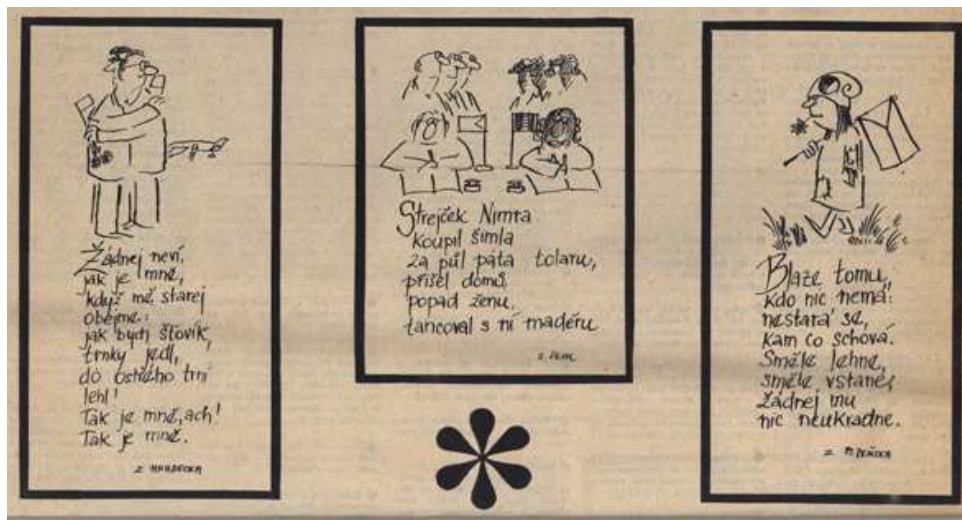 Žádnej neví,
jak je mně,
když mě starej
obejme:
jak bych šťovík,
trnky jedl,
do ostrého trní
lehl!
Tak je mně, ach!
Tak je mně.
Z HRADECKA
Strejček Nimra
koupil šimla
za půl páta tolaru,
přišel domů,
popad ženu,
tancoval s ní maděru
Blaze tomu,
kdo nic nemá:
nestará se,
kam co schová.
Směle lehne,
směle vstane,
žádnej mu
nic neukradne.
Z PLZEŇSKA